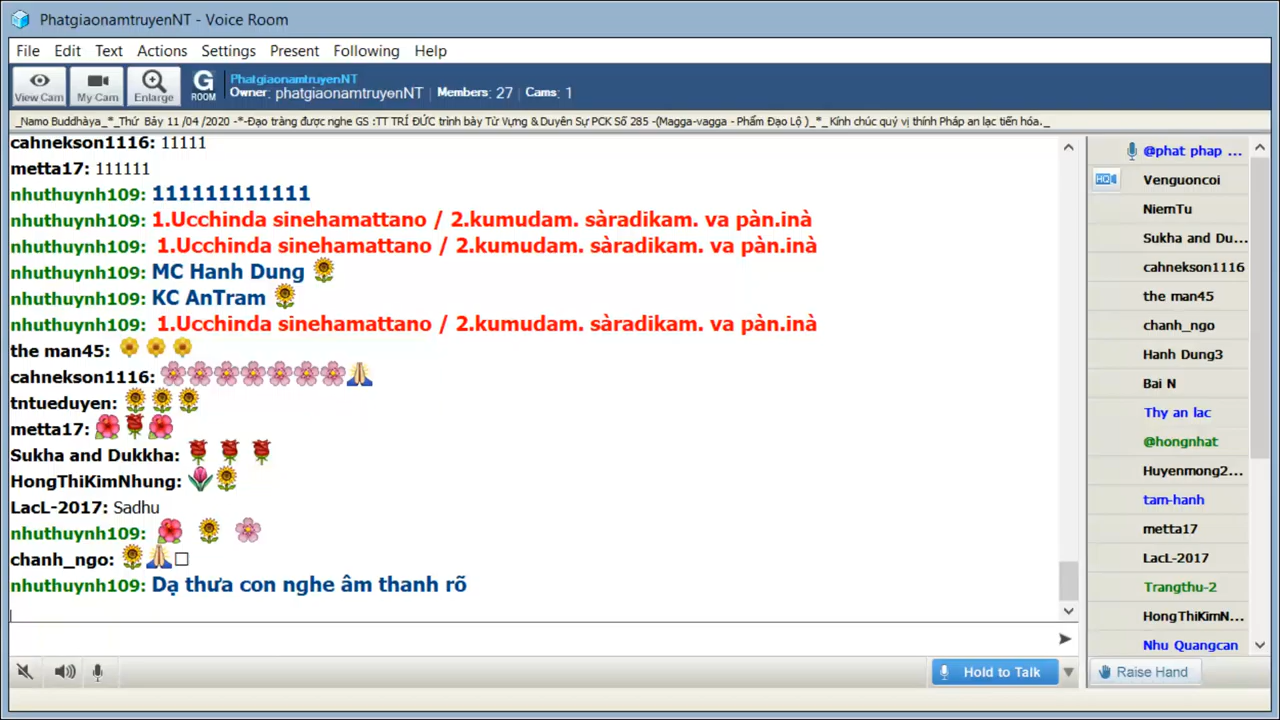 PhatgiaonamtruyenNT - Voice Room
File Edit Text Actions Settings Present Following Help
View Cam My Cam Enlarge G ROOM
PhatgiaonamtruyenNT
Owner: phatgiaonamtruyenNT Members: 27 Cams: 1
_Namo Buddhàya_*_Thứ Bảy 11 /04 /2020 -*-Đạo tràng được nghe GS :TT TRÍ ĐỨC trình bày Từ Vựng & Duyên Sự PCK Số 285 -(Magga-vagga - Phẩm Đạo Lộ )_*_ Kính chúc quý vị thính Pháp an lạc tiến hóa._
cahnekson1116: 11111
metta17: 111111
nhuthuynh109: 111111111111
nhuthuynh109: 1.Ucchinda sinehamattano / 2.kumudam. sàradikam. va pàn.inà
nhuthuynh109: 1.Ucchinda sinehamattano / 2.kumudam. sàradikam. va pàn.inà
nhuthuynh109: MC Hanh Dung
nhuthuynh109: KC AnTram
nhuthuynh109: 1.Ucchinda sinehamattano / 2.kumudam. sàradikam. va pàn.inà
the man45:
cahnekson1116:
tntueduyen:
metta17:
Sukha and Dukkha:
HongThiKimNhung:
LacL-2017: Sadhu
nhuthuynh109:
chanh_ngo:
nhuthuynh109: Dạ thưa con nghe âm thanh rõ
@phat phap ...
HD Venguoncoi
NiemTu
Sukha and Du...
cahnekson1116
the man45
chanh_ngo
Hanh Dung3
Bai N
Thy an lac
@hongnhat
Huyenmong2...
tam-hanh
metta17
LacL-2017
Trangthu-2
HongThiKimN...
Nhu Quangcan
Hold to Talk
Raise Hand